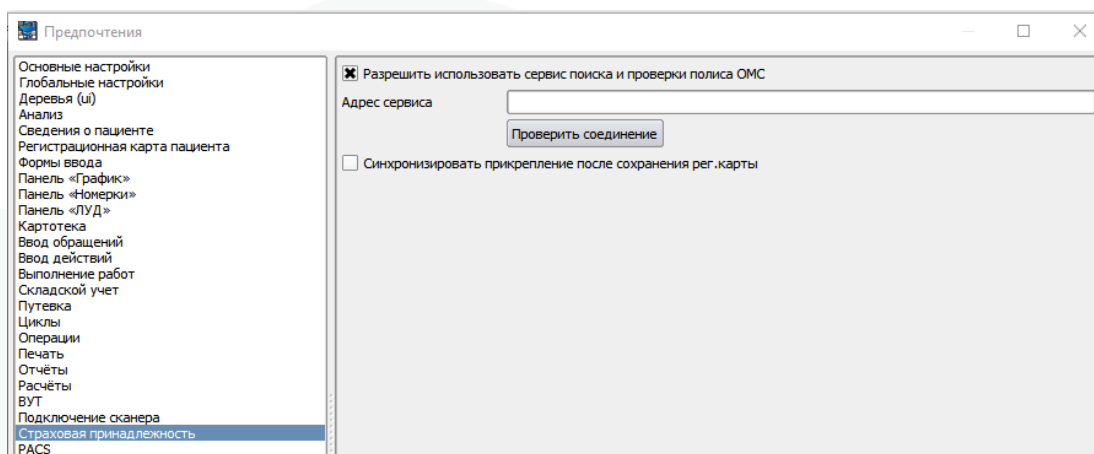 Предпочтения
Основные настройки
Глобальные настройки
Деревья (ui)
Анализ
Сведения о пациенте
Регистрационная карта пациента
Формы ввода
Панель «График»
Панель «Номерки»
Панель «ЛУД»
Картотека
Ввод обращений
Ввод действий
Выполнение работ
Складской учет
Путевка
Циклы
Операции
Печать
Отчёты
Расчёты
ВУТ
Подключение сканера
Страховая принадлежность
PACS
Разрешить использовать сервис поиска и проверки полиса ОМС
Адрес сервиса
Проверить соединение
Синхронизировать прикрепление после сохранения рег.карты